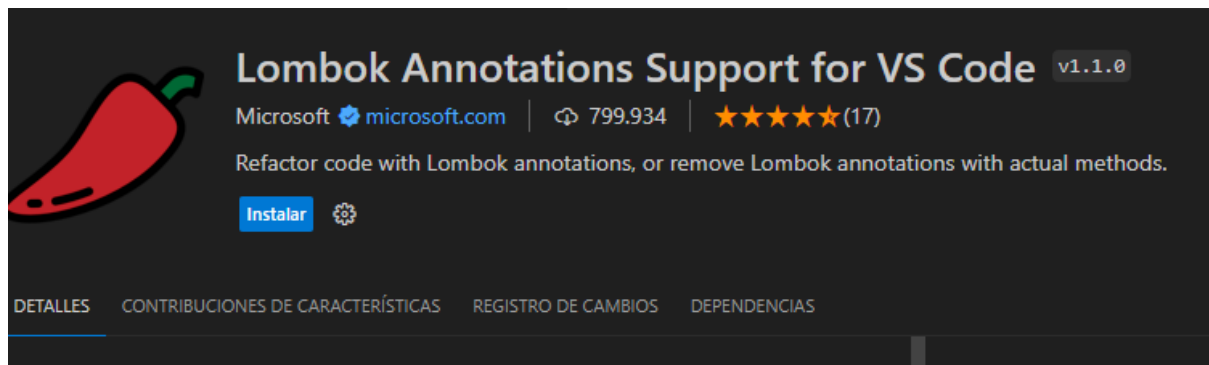 Lombok Annotations Support for VS Code v1.1.0
Microsoft microsoft.com 799.934 (17)
Refactor code with Lombok annotations, or remove Lombok annotations with actual methods.
Instalar
DETALLES CONTRIBUCIONES DE CARACTERÍSTICAS REGISTRO DE CAMBIOS DEPENDENCIAS